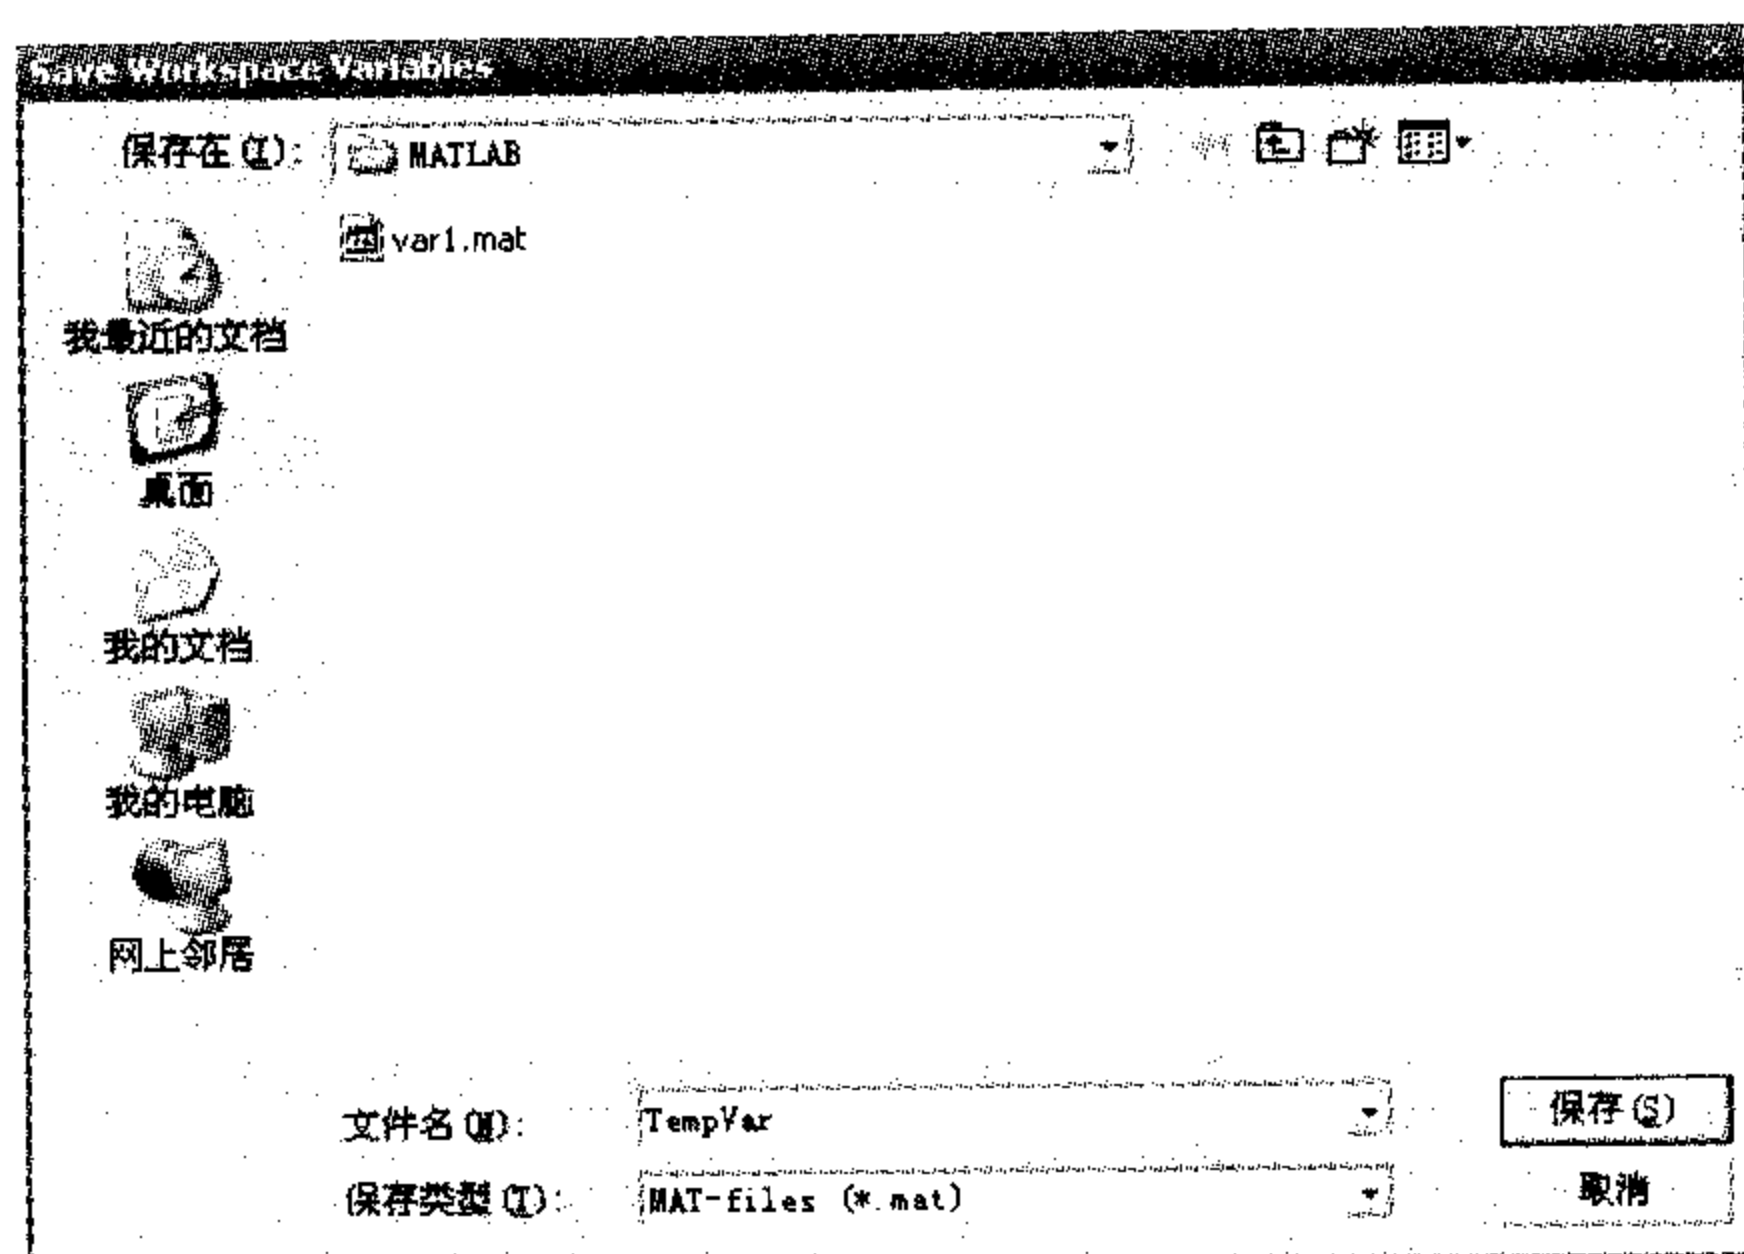 Save Workspace Variables
保存在(I): MATLAB
var1.mat
我最近的文档
桌面
我的文档
我的电脑
网上邻居
文件名(N): TempVar 保存(S)
保存类型(T): MAT-files (*.mat) 取消